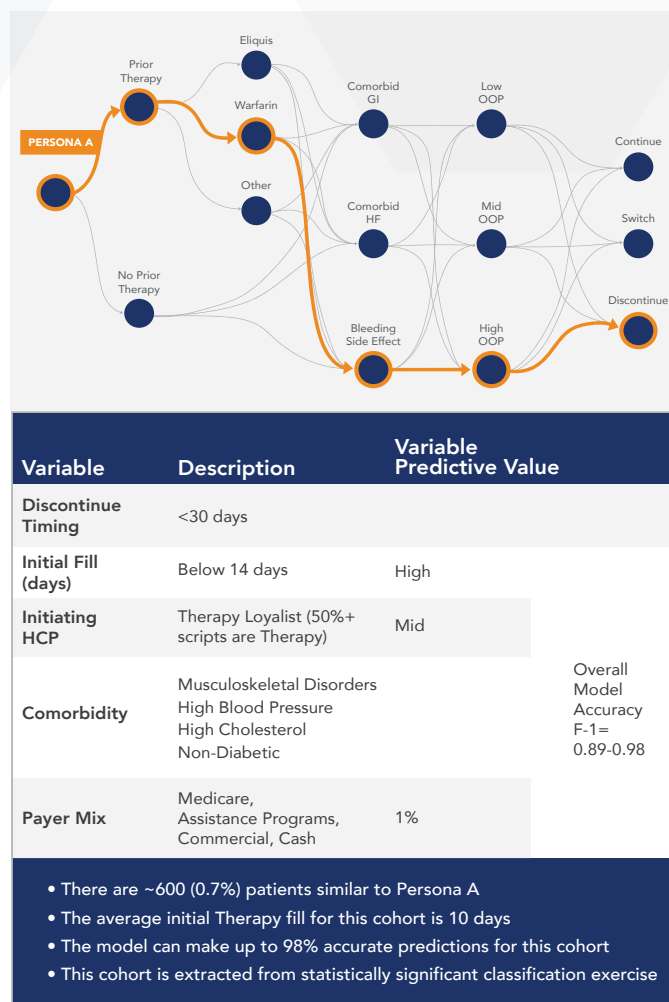 Eliquis
Prior
Therapy
Comorbid
GI
Low
OOP
Warfarin
PERSONA A
Continue
Other
Comorbid
HF
Mid
OOP
Switch
No Prior
Therapy
Bleeding
Side Effect
High
OOP
Discontinue
Variable
Description
Variable
Predictive Value
Discontinue
Timing
<30 days
Initial Fill
(days)
Below 14 days
High
Initiating
HCP
Therapy Loyalist (50%+
scripts are Therapy)
Mid
Comorbidity
Musculoskeletal Disorders
High Blood Pressure
High Cholesterol
Non-Diabetic
Overall
Model
Accuracy
F-1=
0.89-0.98
Payer Mix
Medicare,
Assistance Programs,
Commercial, Cash
1%
• There are ~600 (0.7%) patients similar to Persona A
• The average initial Therapy fill for this cohort is 10 days
• The model can make up to 98% accurate predictions for this cohort
• This cohort is extracted from statistically significant classification exercise